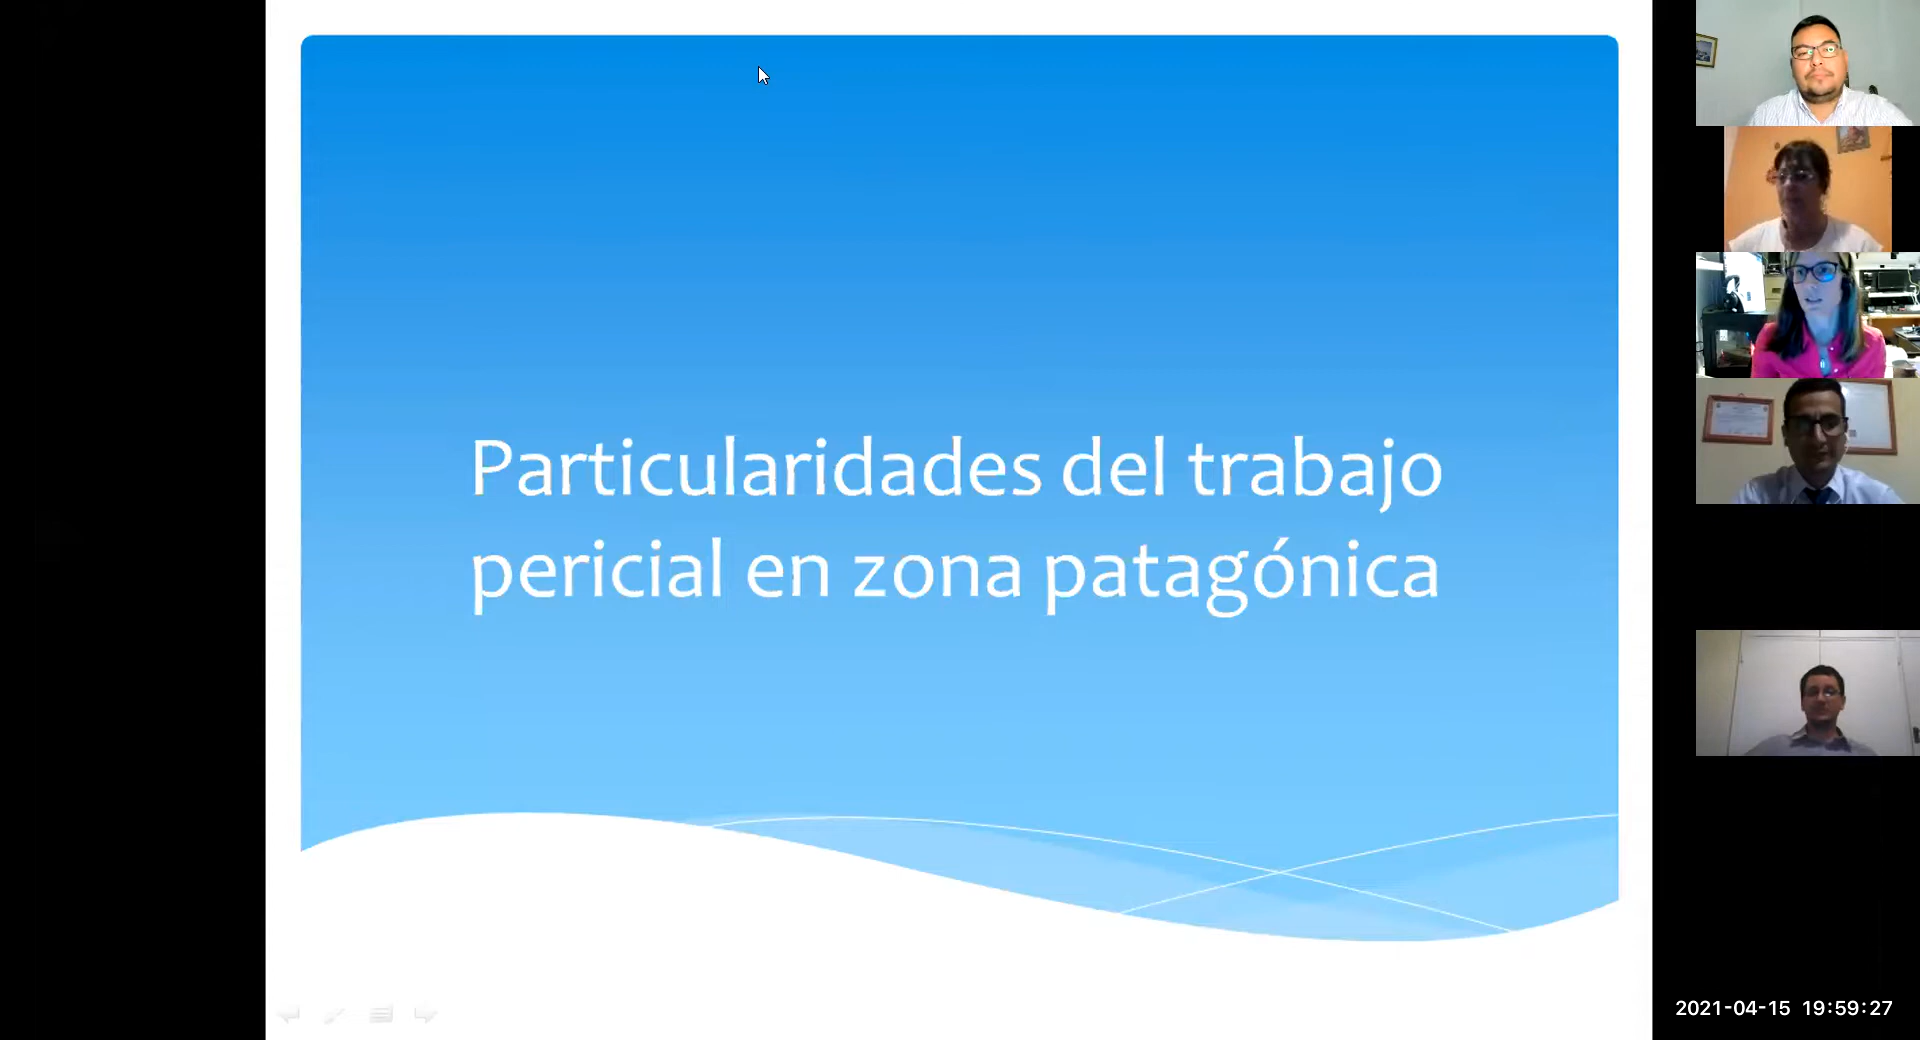 Particularidades del trabajo
pericial en zona patagónica
2021-04-15 19:59:27